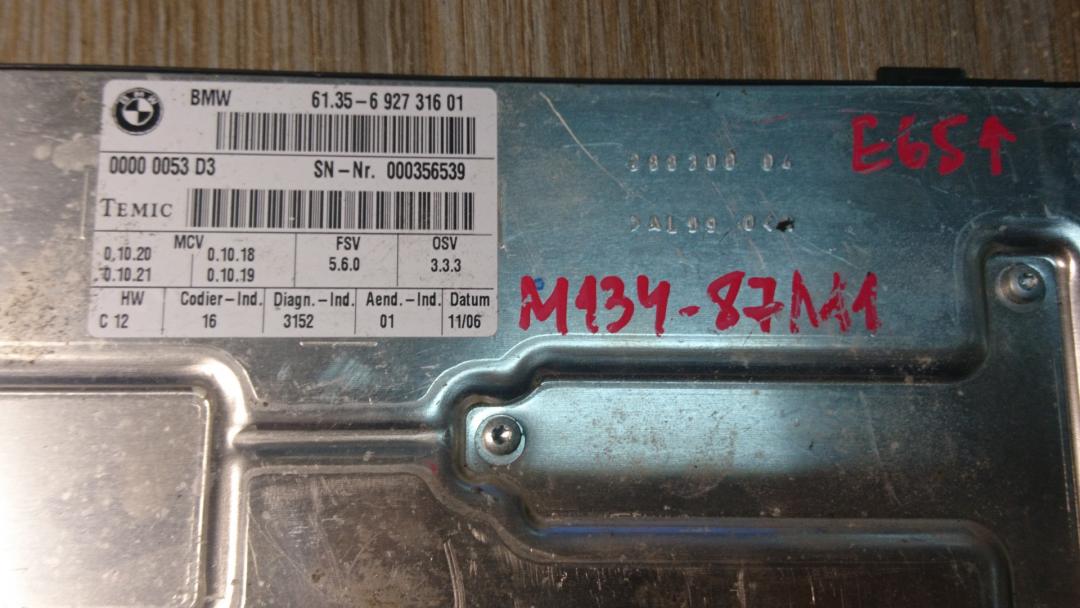 BMW 61.35-6 927 316 01
0000 0053 D3 SN-Nr. 000356539
TEMIC
MCV FSV OSV
0.10.20 0.10.18 5.6.0 3.3.3
0.10.21 0.10.19
HW Codier-Ind. Diagn.-Ind. Aend.-Ind. Datum
C 12 16 3152 01 11/06
E65↑
M134-87M1